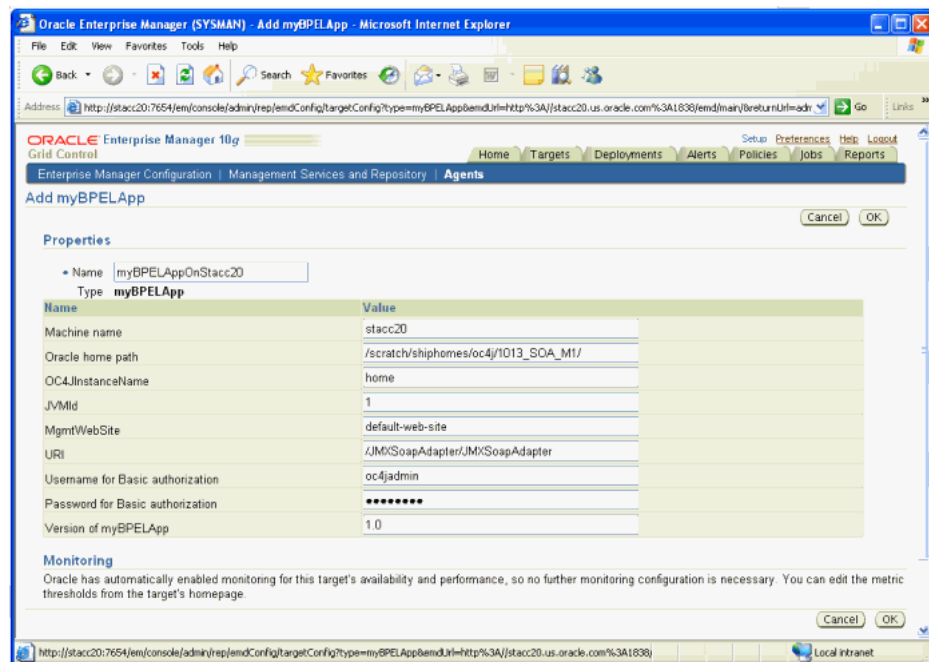 Oracle Enterprise Manager (SYSMAN) - Add myBPELApp - Microsoft Internet Explorer
File Edit View Favorites Tools Help
Back Search Favorites
Address http://stacc20:7654/em/console/admin/rep/emdConfig/targetConfig?type=myBPELApp&emdUrl=http%3A//stacc20.us.oracle.com%3A1838/emd/main/&returnUrl=adr Go Links »
ORACLE Enterprise Manager 10g
Grid Control
Setup Preferences Help Logout
Home Targets Deployments Alerts Policies Jobs Reports
Enterprise Manager Configuration | Management Services and Repository | Agents
Add myBPELApp
Cancel OK
Properties
Name myBPELAppOnStacc20
Type myBPELApp
Name Value
Machine name stacc20
Oracle home path /scratch/shiphomes/oc4j/1013_SOA_M1/
OC4JInstanceName home
JVMId 1
MgmtWebSite default-web-site
URI /JMXSoapAdapter/JMXSoapAdapter
Username for Basic authorization oc4jadmin
Password for Basic authorization ••••••••
Version of myBPELApp 1.0
Monitoring
Oracle has automatically enabled monitoring for this target's availability and performance, so no further monitoring configuration is necessary. You can edit the metric
thresholds from the target's homepage.
Cancel OK
http://stacc20:7654/em/console/admin/rep/emdConfig/targetConfig?type=myBPELApp&emdUrl=http%3A//stacc20.us.oracle.com%3A1838/ Local intranet